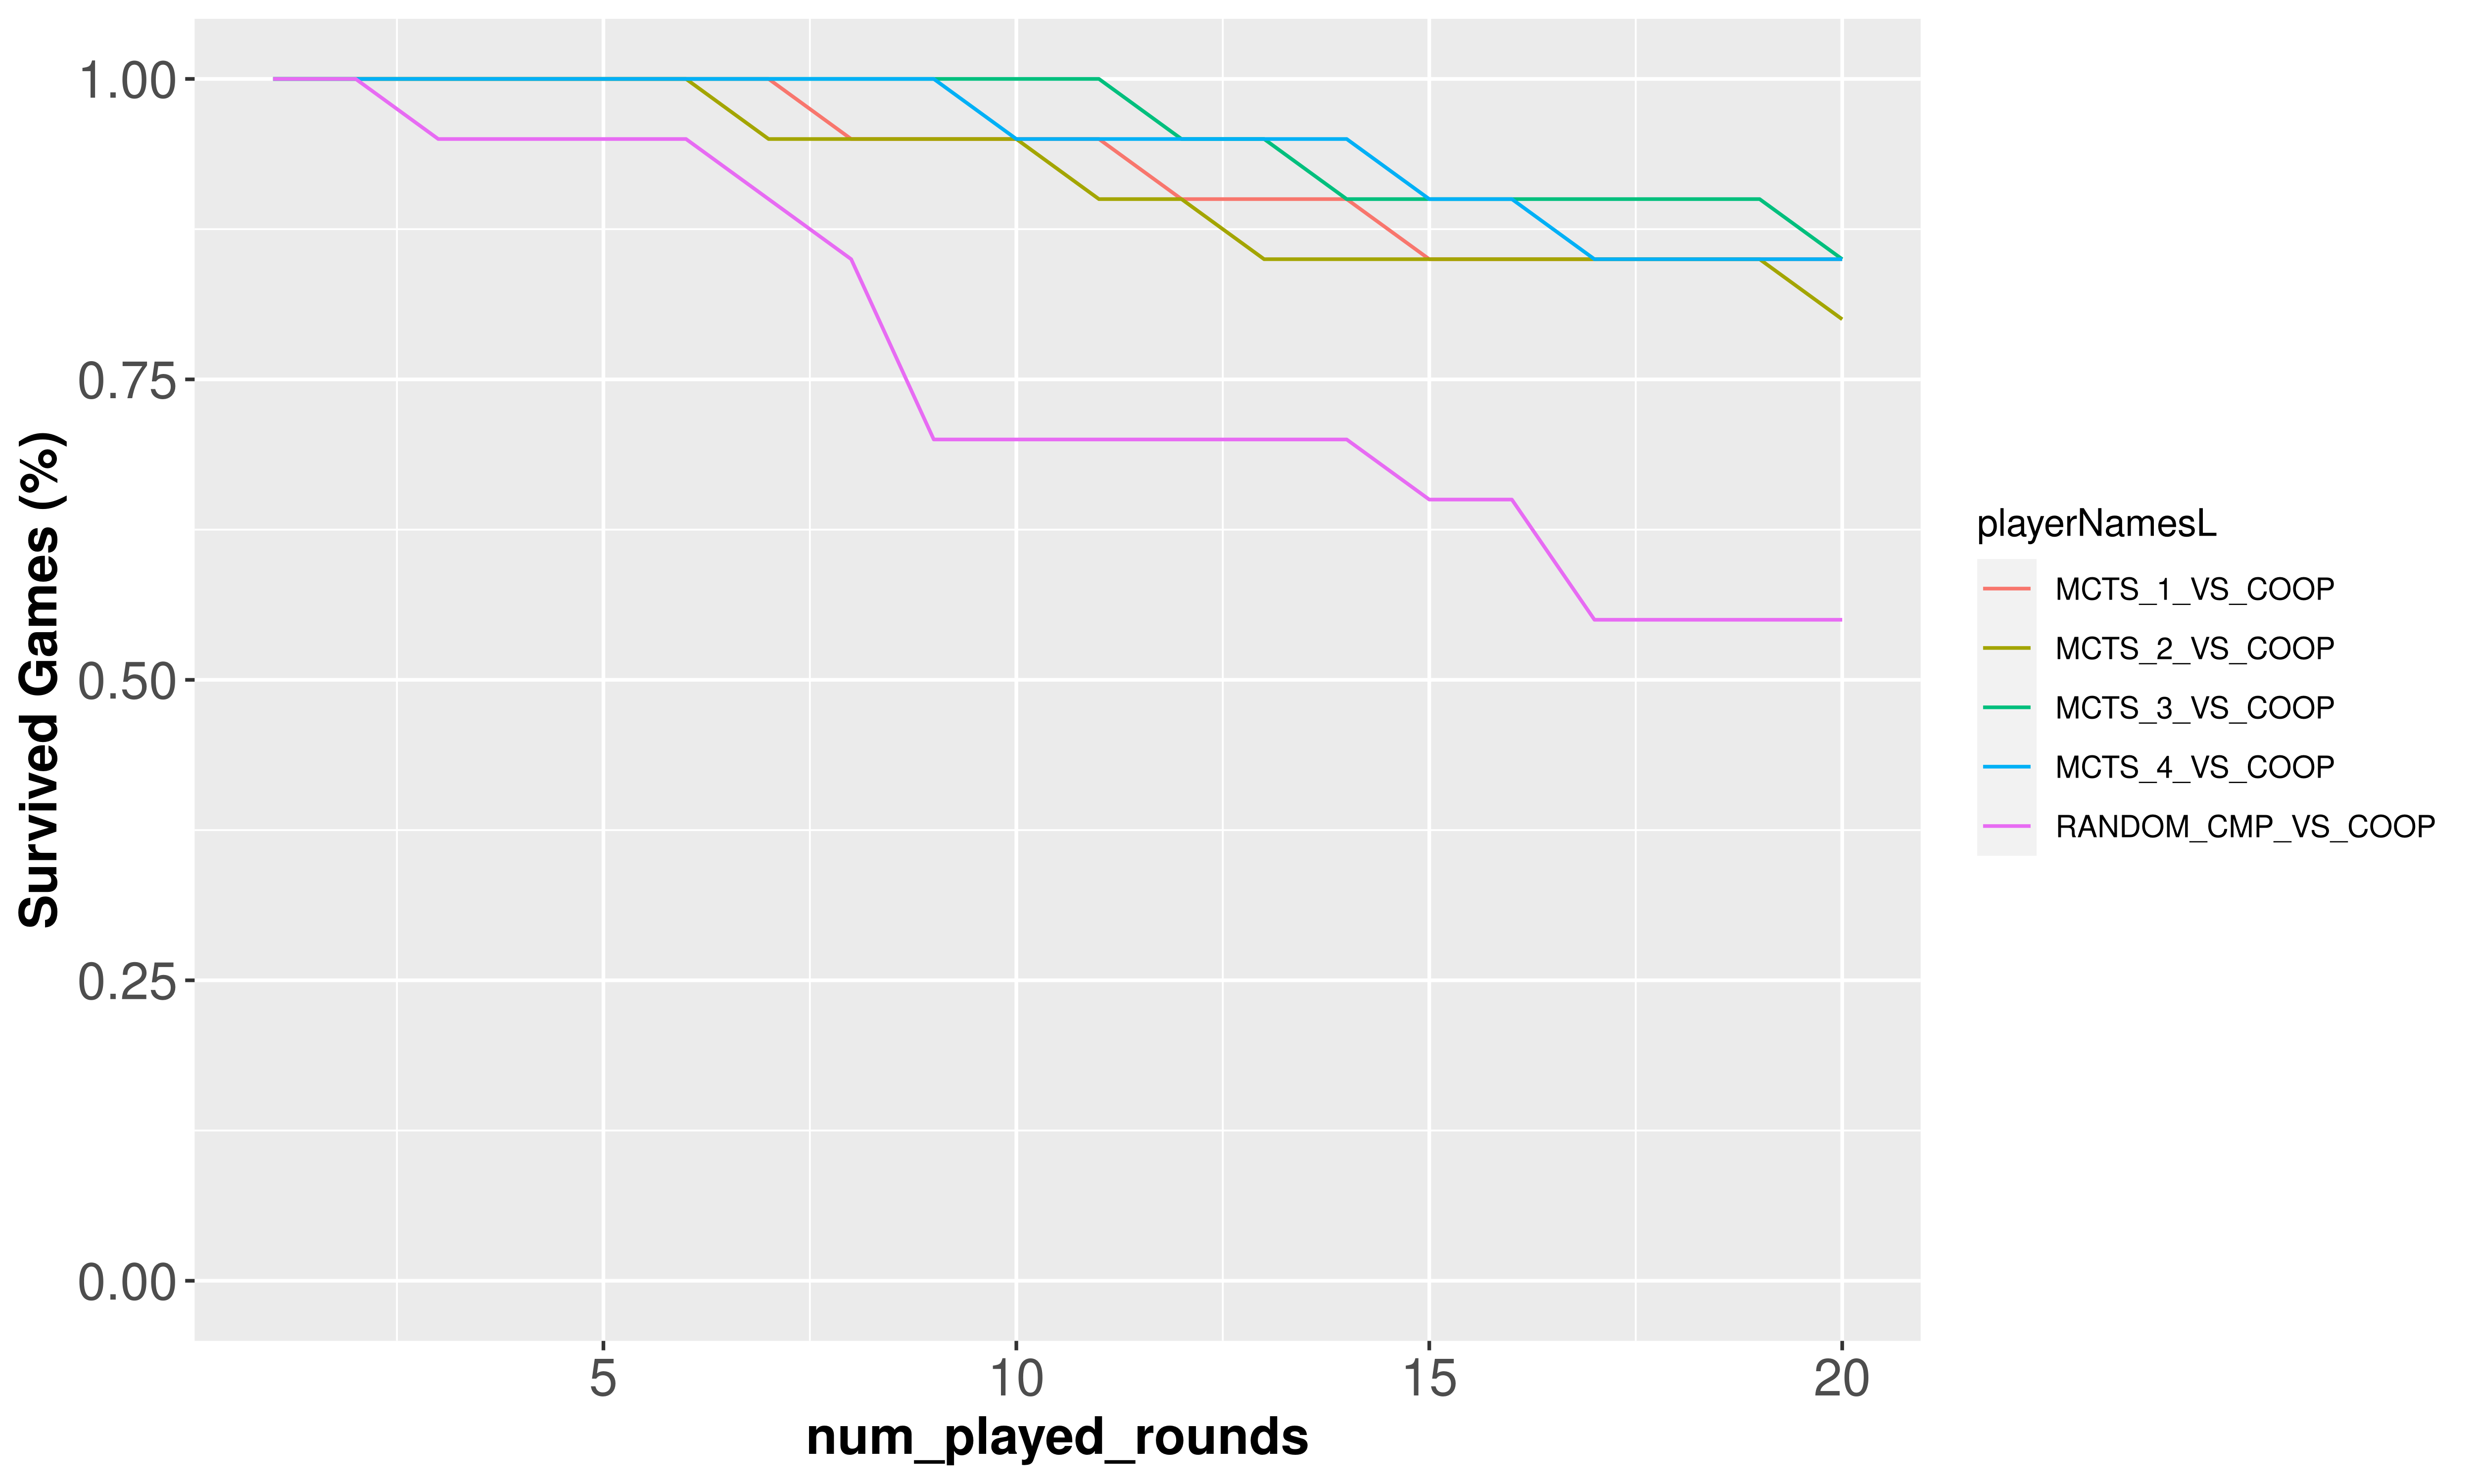 1.00
0.75
0.50
0.25
0.00
Survived Games (%)
5 10 15 20
num_played_rounds
playerNamesL
MCTS_1_VS_COOP
MCTS_2_VS_COOP
MCTS_3_VS_COOP
MCTS_4_VS_COOP
RANDOM_CMP_VS_COOP